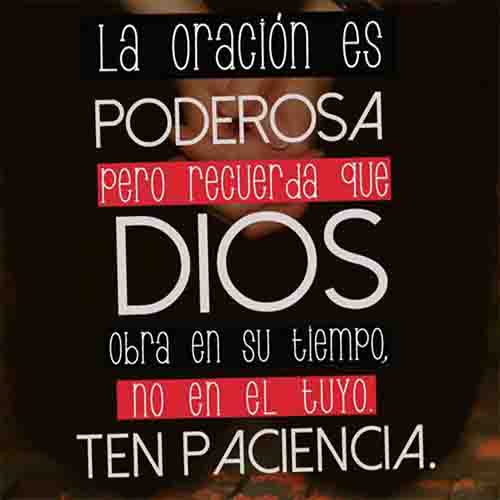 La oración es
PODEROSA
pero recuerda que
DIOS
obra en su tiempo,
no en el tuyo.
TEN PACIENCIA.